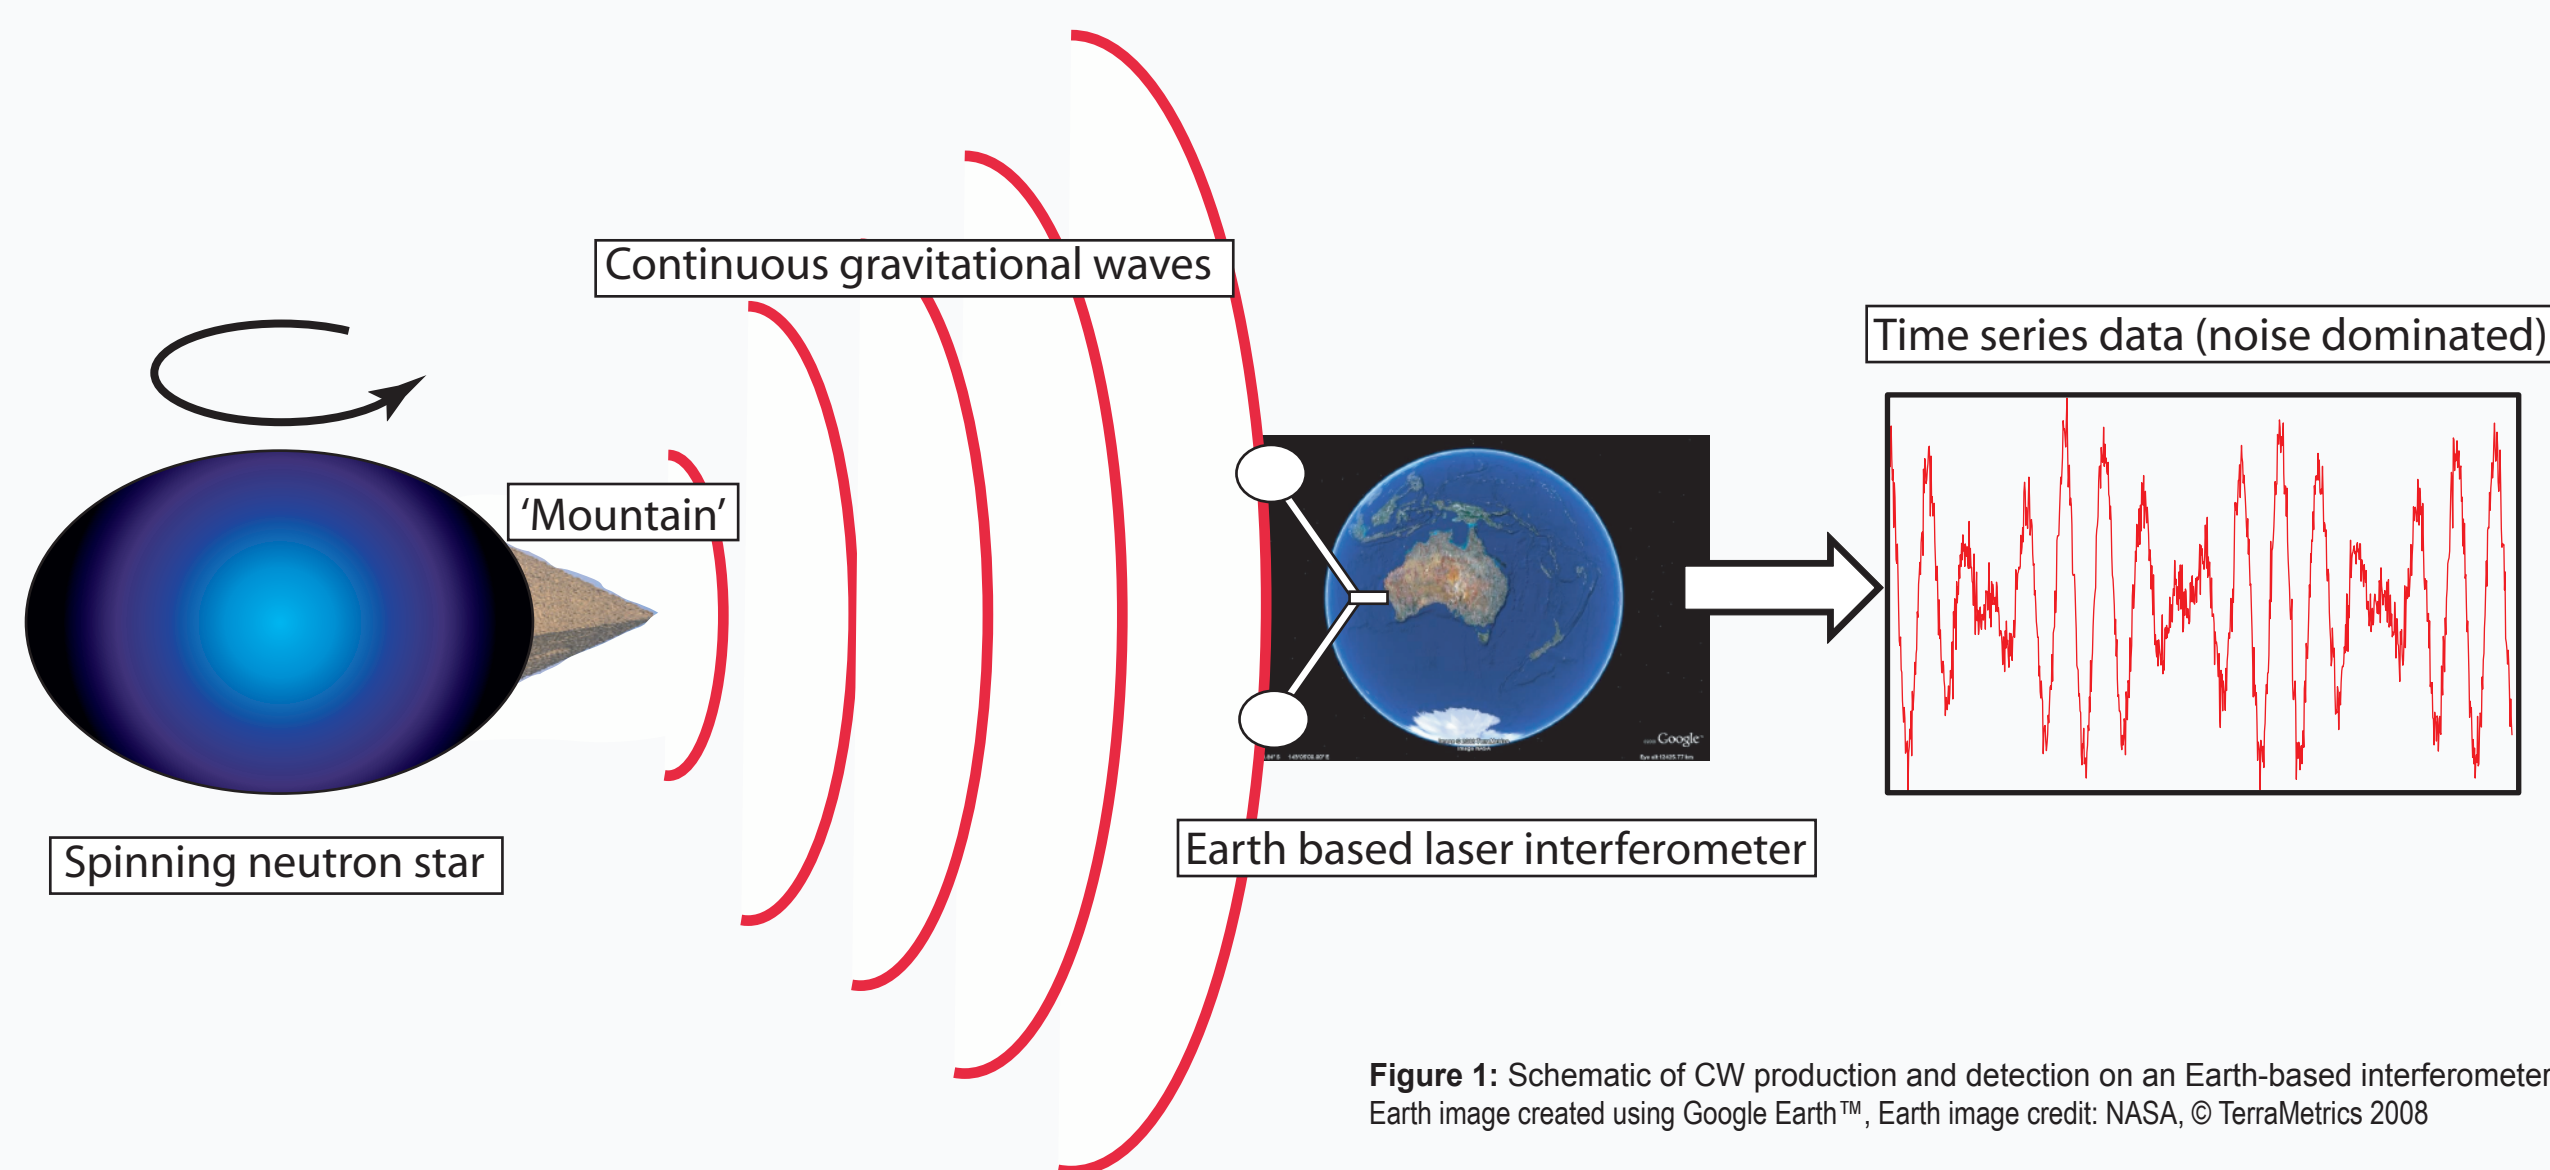 Continuous gravitational waves
Time series data (noise dominated)
‘Mountain’
Google
Earth based laser interferometer
Spinning neutron star
Figure 1: Schematic of CW production and detection on an Earth-based interferometer
Earth image created using Google Earth™, Earth image credit: NASA, © TerraMetrics 2008